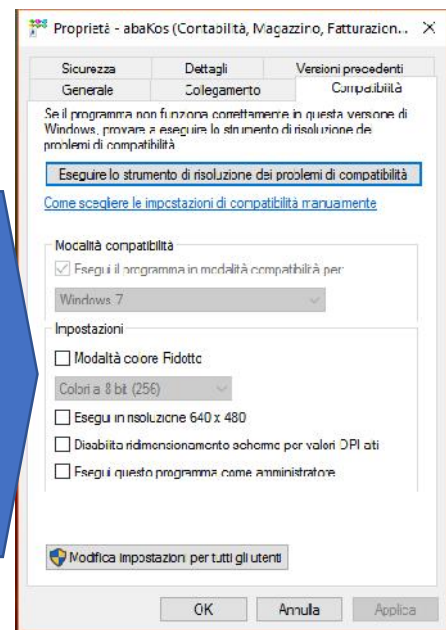 Proprietà - abaKos (Contabilità, Magazzino, Fatturazion...
Sicurezza Dettagli Versioni precedenti
Generale Collegamento Compatibilità
Se il programma non funziona correttamente in questa versione di
Windows, provare a eseguire lo strumento di risoluzione dei
problemi di compatibilità
Eseguire lo strumento di risoluzione dei problemi di compatibilità
Come scegliere le impostazioni di compatibilità manualmente
Modalità compatibilità
Esegui il programma in modalità compatibilità per:
Windows 7
Impostazioni
Modalità colore Ridotto
Colori a 8 bit (256)
Esegui in risoluzione 640 x 480
Disabilita ridimensionamento schermo per valori DPI alti
Esegui questo programma come amministratore
Modifica impostazioni per tutti gli utenti
OK Annulla Applica